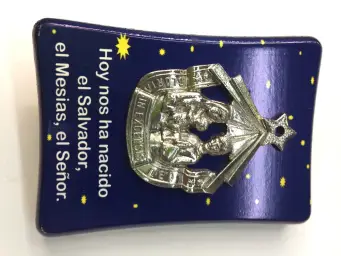 Hoy nos ha nacido
el Salvador,
el Mesías, el Señor.